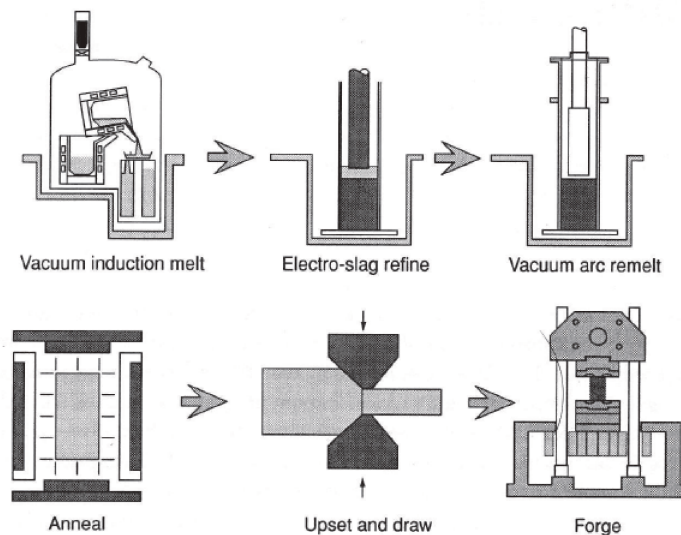 Vacuum induction melt
Electro-slag refine
Vacuum arc remelt
Anneal
Upset and draw
Forge